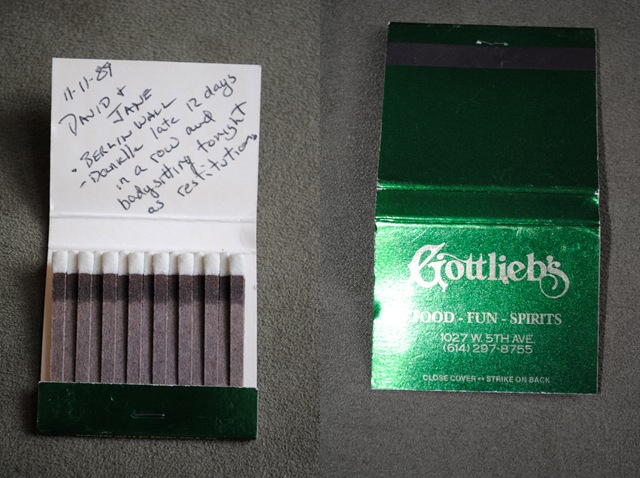 11-11-89
DAVID +
JANE
• BERLIN WALL
- Danielle late 12 days
in a row and
babysitting tonight
as restitution
Gottlieb's
FOOD - FUN - SPIRITS
1027 W. 5TH AVE.
(614) 297-8755
CLOSE COVER •• STRIKE ON BACK